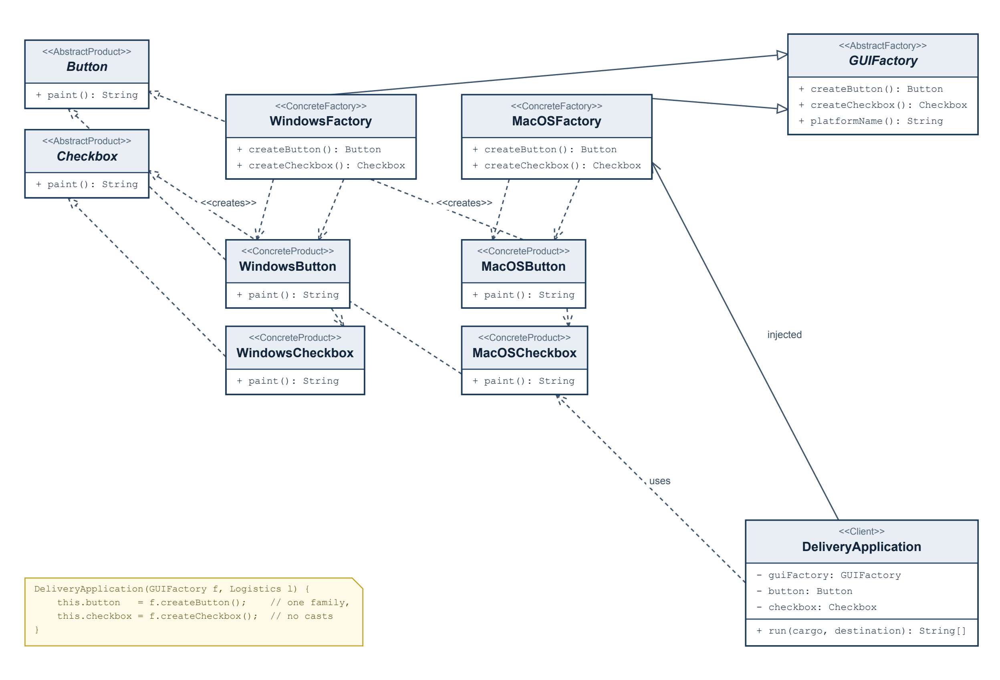 <<AbstractProduct>>
Button
+ paint(): String
<<AbstractProduct>>
Checkbox
+ paint(): String
<<ConcreteFactory>>
WindowsFactory
+ createButton(): Button
+ createCheckbox(): Checkbox
<<ConcreteFactory>>
MacOSFactory
+ createButton(): Button
+ createCheckbox(): Checkbox
<<AbstractFactory>>
GUIFactory
+ createButton(): Button
+ createCheckbox(): Checkbox
+ platformName(): String
<<creates>>
<<creates>>
<<ConcreteProduct>>
WindowsButton
+ paint(): String
<<ConcreteProduct>>
MacOSButton
+ paint(): String
<<ConcreteProduct>>
WindowsCheckbox
+ paint(): String
<<ConcreteProduct>>
MacOSCheckbox
+ paint(): String
injected
uses
<<Client>>
DeliveryApplication
- guiFactory: GUIFactory
- button: Button
- checkbox: Checkbox
+ run(cargo, destination): String[]
DeliveryApplication(GUIFactory f, Logistics l) {
    this.button   = f.createButton();    // one family,
    this.checkbox = f.createCheckbox();  // no casts
}